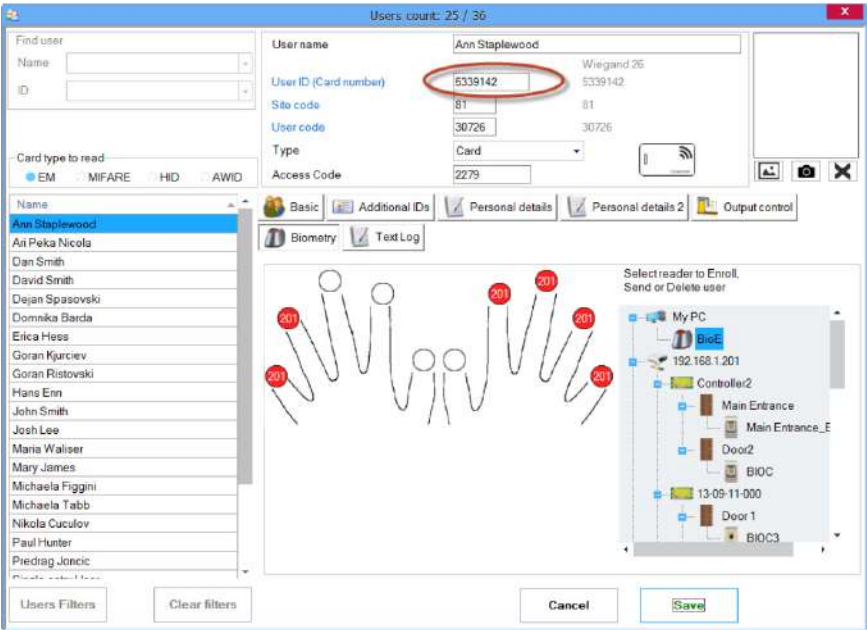 Users count: 25 / 36
x
Find user
Name
ID
Card type to read
EM MIFARE HID AWID
User name Ann Staplewood
Wiegand 26
User ID (Card number) 5339142 5339142
Site code 81 81
User code 30726 30726
Type Card
Access Code 2279
Name
Ann Staplewood
Ari Peka Nicola
Dan Smith
David Smith
Dejan Spasovski
Domnika Barda
Erica Hess
Goran Kjurciev
Goran Ristovski
Hans Enn
John Smith
Josh Lee
Maria Waliser
Mary James
Michaela Figgini
Michaela Tabb
Nikola Cuculov
Paul Hunter
Predrag Joncic
Basic Additional IDs Personal details Personal details 2 Output control
Biometry Text Log
201 201
201 201
201 201
Select reader to Enroll,
Send or Delete user
My PC
BioE
192.168.1.201
Controller2
Main Entrance
Main Entrance_E
Door2
BIOC
13-09-11-000
Door 1
BIOC3
Users Filters Clear filters Cancel Save